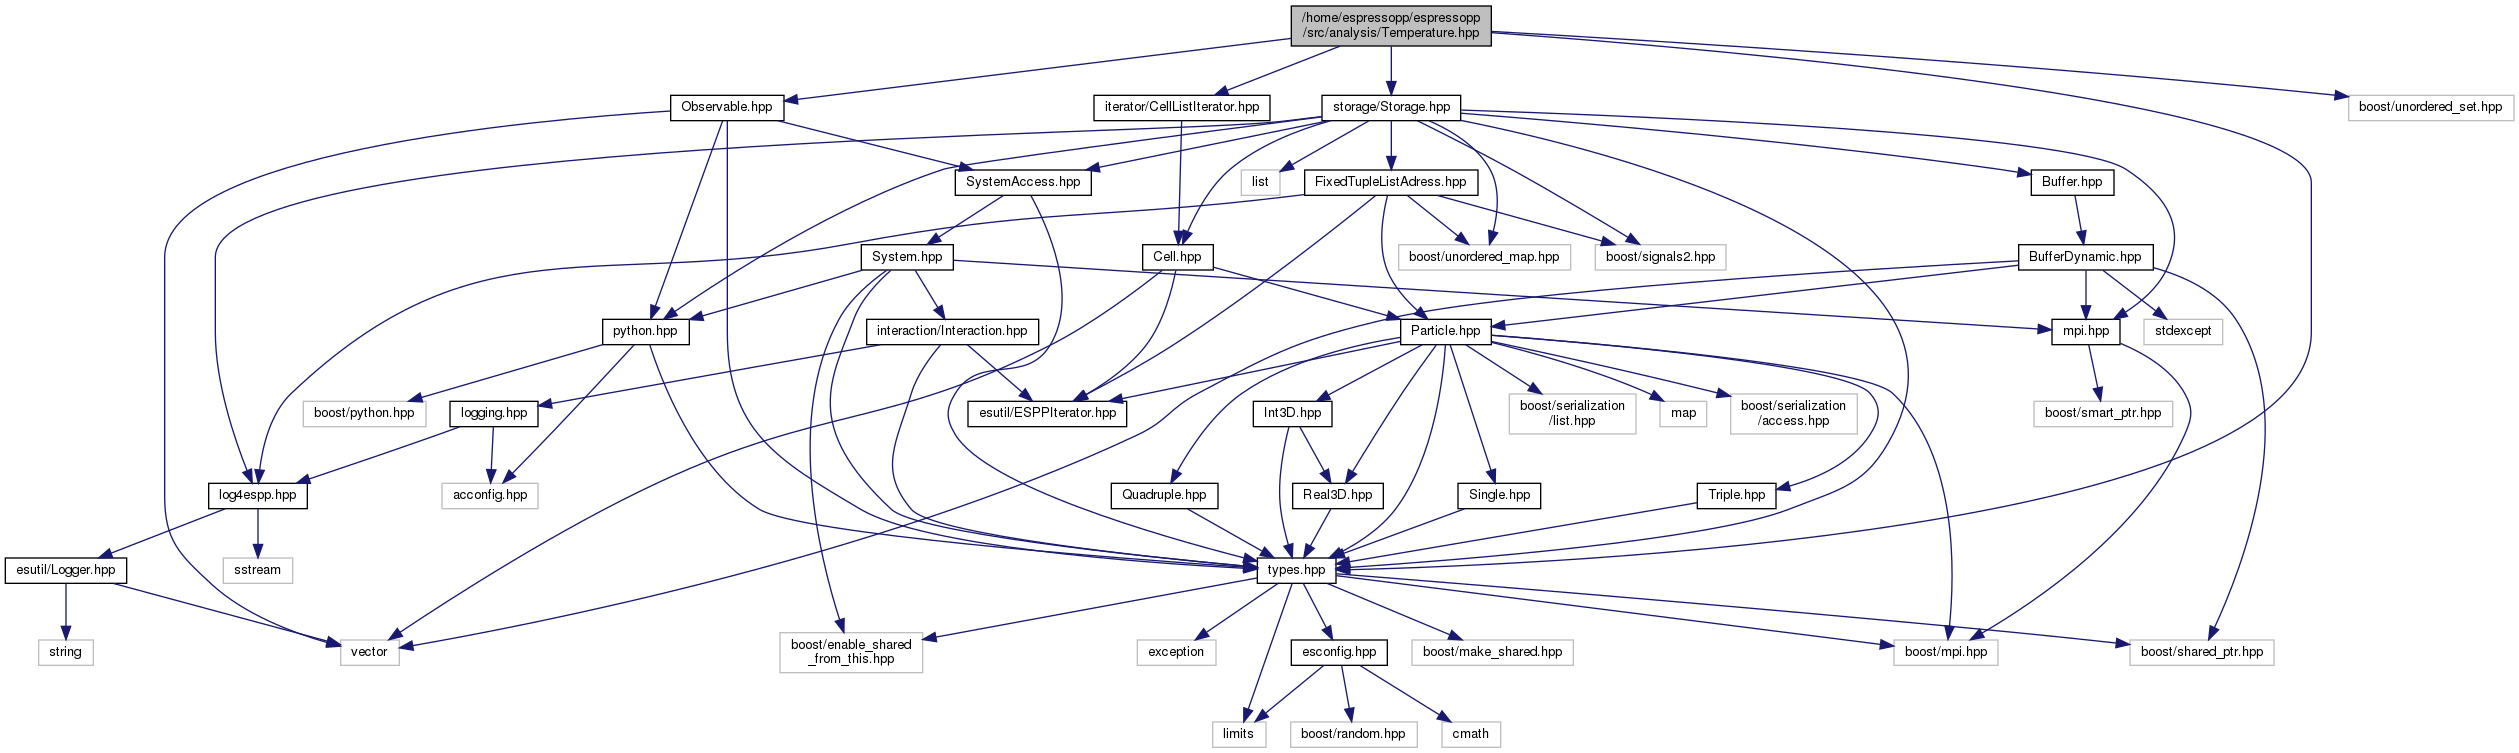 /home/espressopp/espressopp
/src/analysis/Temperature.hpp
Observable.hpp
iterator/CellListIterator.hpp
storage/Storage.hpp
boost/unordered_set.hpp
SystemAccess.hpp
list
FixedTupleListAdress.hpp
Buffer.hpp
System.hpp
Cell.hpp
boost/unordered_map.hpp
boost/signals2.hpp
BufferDynamic.hpp
python.hpp
interaction/Interaction.hpp
Particle.hpp
mpi.hpp
stdexcept
boost/python.hpp
logging.hpp
esutil/ESPPIterator.hpp
Int3D.hpp
boost/serialization
/list.hpp
map
boost/serialization
/access.hpp
boost/smart_ptr.hpp
log4espp.hpp
acconfig.hpp
Quadruple.hpp
Real3D.hpp
Single.hpp
Triple.hpp
esutil/Logger.hpp
sstream
types.hpp
string
vector
boost/enable_shared
_from_this.hpp
exception
esconfig.hpp
boost/make_shared.hpp
boost/mpi.hpp
boost/shared_ptr.hpp
limits
boost/random.hpp
cmath